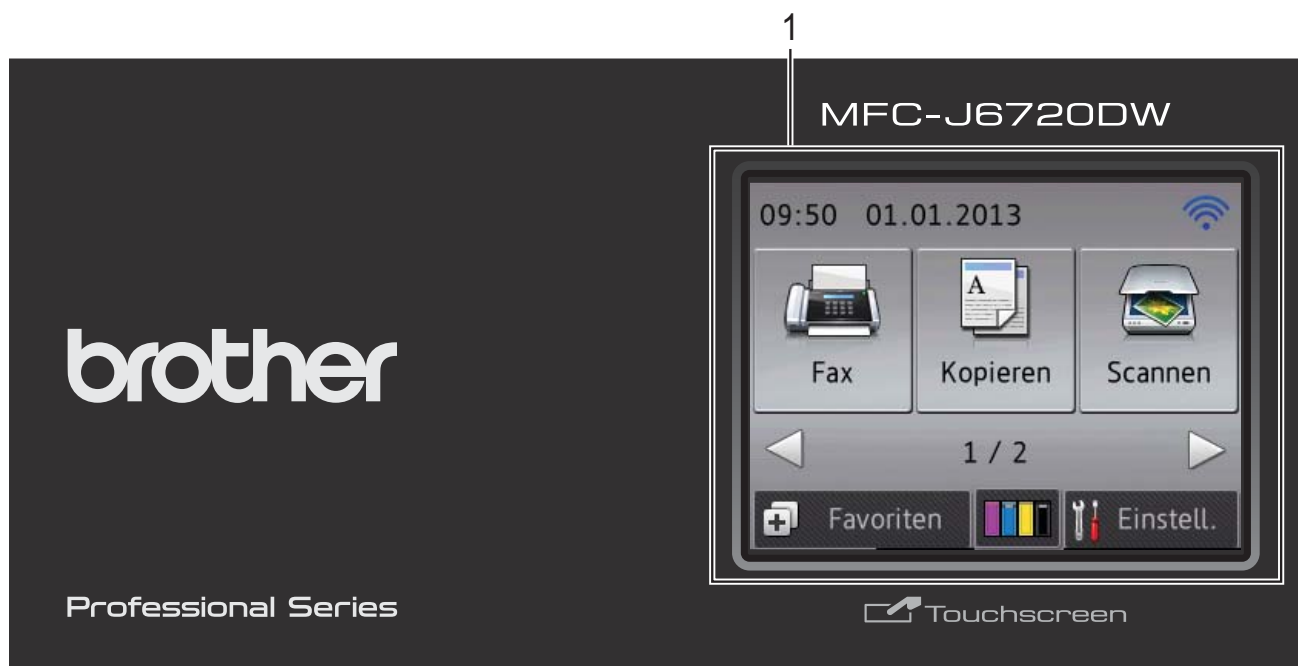 1
MFC-J6720DW
09:50 01.01.2013
A
Fax Kopieren Scannen
1 / 2
Favoriten Einstell.
brother
Professional Series
Touchscreen